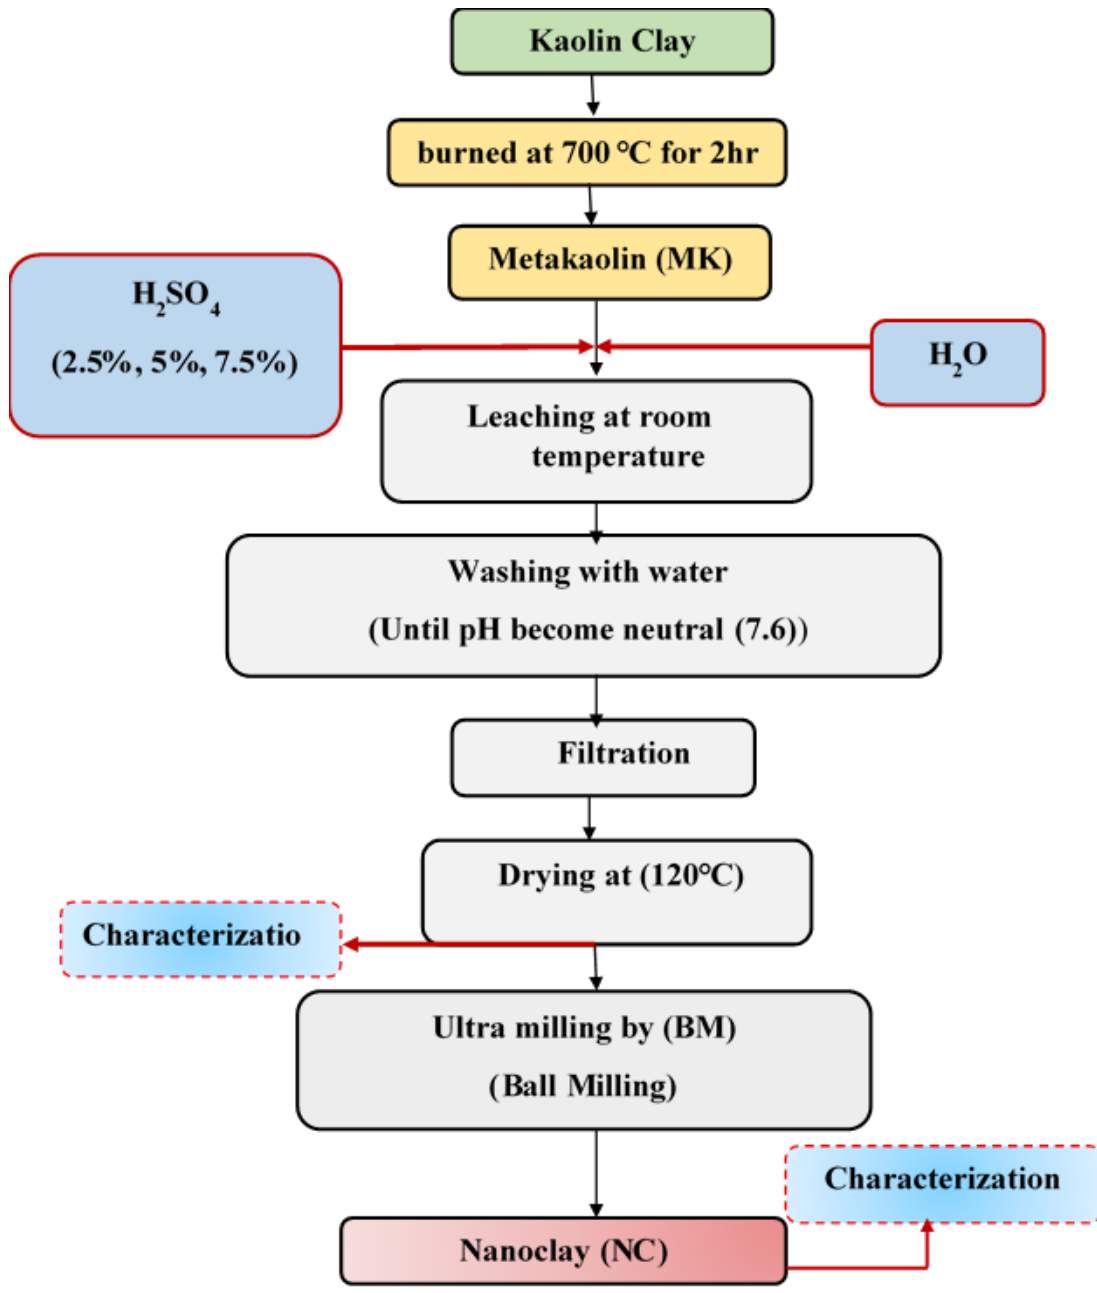 Kaolin Clay
burned at 700 °C for 2hr
Metakaolin (MK)
H₂SO₄
(2.5%, 5%, 7.5%)
H₂O
Leaching at room
temperature
Washing with water
(Until pH become neutral (7.6))
Filtration
Drying at (120°C)
Characterizatio
Ultra milling by (BM)
(Ball Milling)
Characterization
Nanoclay (NC)